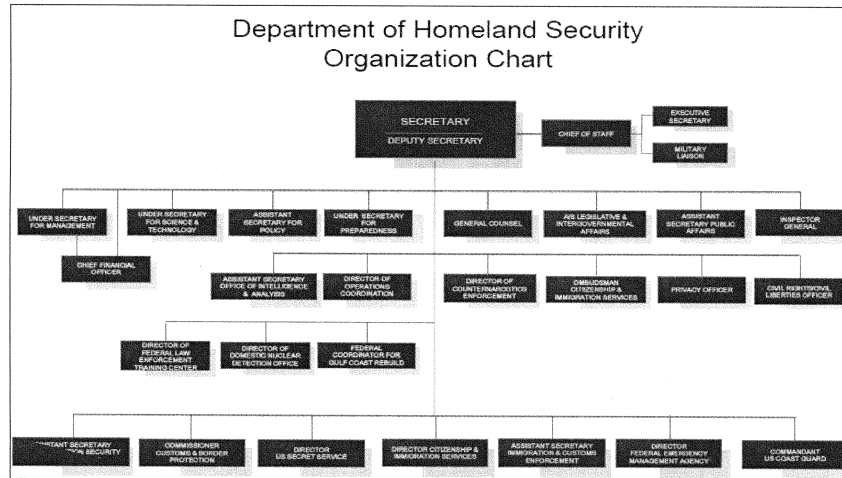 Department of Homeland Security
Organization Chart
SECRETARY
DEPUTY SECRETARY
CHIEF OF STAFF
EXECUTIVE
SECRETARY
MILITARY
LIAISON
UNDER SECRETARY
FOR MANAGEMENT
UNDER SECRETARY
FOR SCIENCE &
TECHNOLOGY
ASSISTANT
SECRETARY FOR
POLICY
UNDER SECRETARY
FOR
PREPAREDNESS
GENERAL COUNSEL
A/S LEGISLATIVE &
INTERGOVERNMENTAL
AFFAIRS
ASSISTANT
SECRETARY PUBLIC
AFFAIRS
INSPECTOR
GENERAL
CHIEF FINANCIAL
OFFICER
ASSISTANT SECRETARY
OFFICE OF INTELLIGENCE
& ANALYSIS
DIRECTOR OF
OPERATIONS
COORDINATION
DIRECTOR OF
COUNTERNARCOTICS
ENFORCEMENT
OMBUDSMAN
CITIZENSHIP &
IMMIGRATION SERVICES
PRIVACY OFFICER
CIVIL RIGHTS/CIVIL
LIBERTIES OFFICER
DIRECTOR OF
FEDERAL LAW
ENFORCEMENT
TRAINING CENTER
DIRECTOR OF
DOMESTIC NUCLEAR
DETECTION OFFICE
FEDERAL
COORDINATOR FOR
GULF COAST REBUILD
SECRETARY
SECURITY
COMMISSIONER
CUSTOMS & BORDER
PROTECTION
DIRECTOR
US SECRET SERVICE
DIRECTOR CITIZENSHIP &
IMMIGRATION SERVICES
ASSISTANT SECRETARY
IMMIGRATION & CUSTOMS
ENFORCEMENT
DIRECTOR
FEDERAL EMERGENCY
MANAGEMENT AGENCY
COMMANDANT
US COAST GUARD